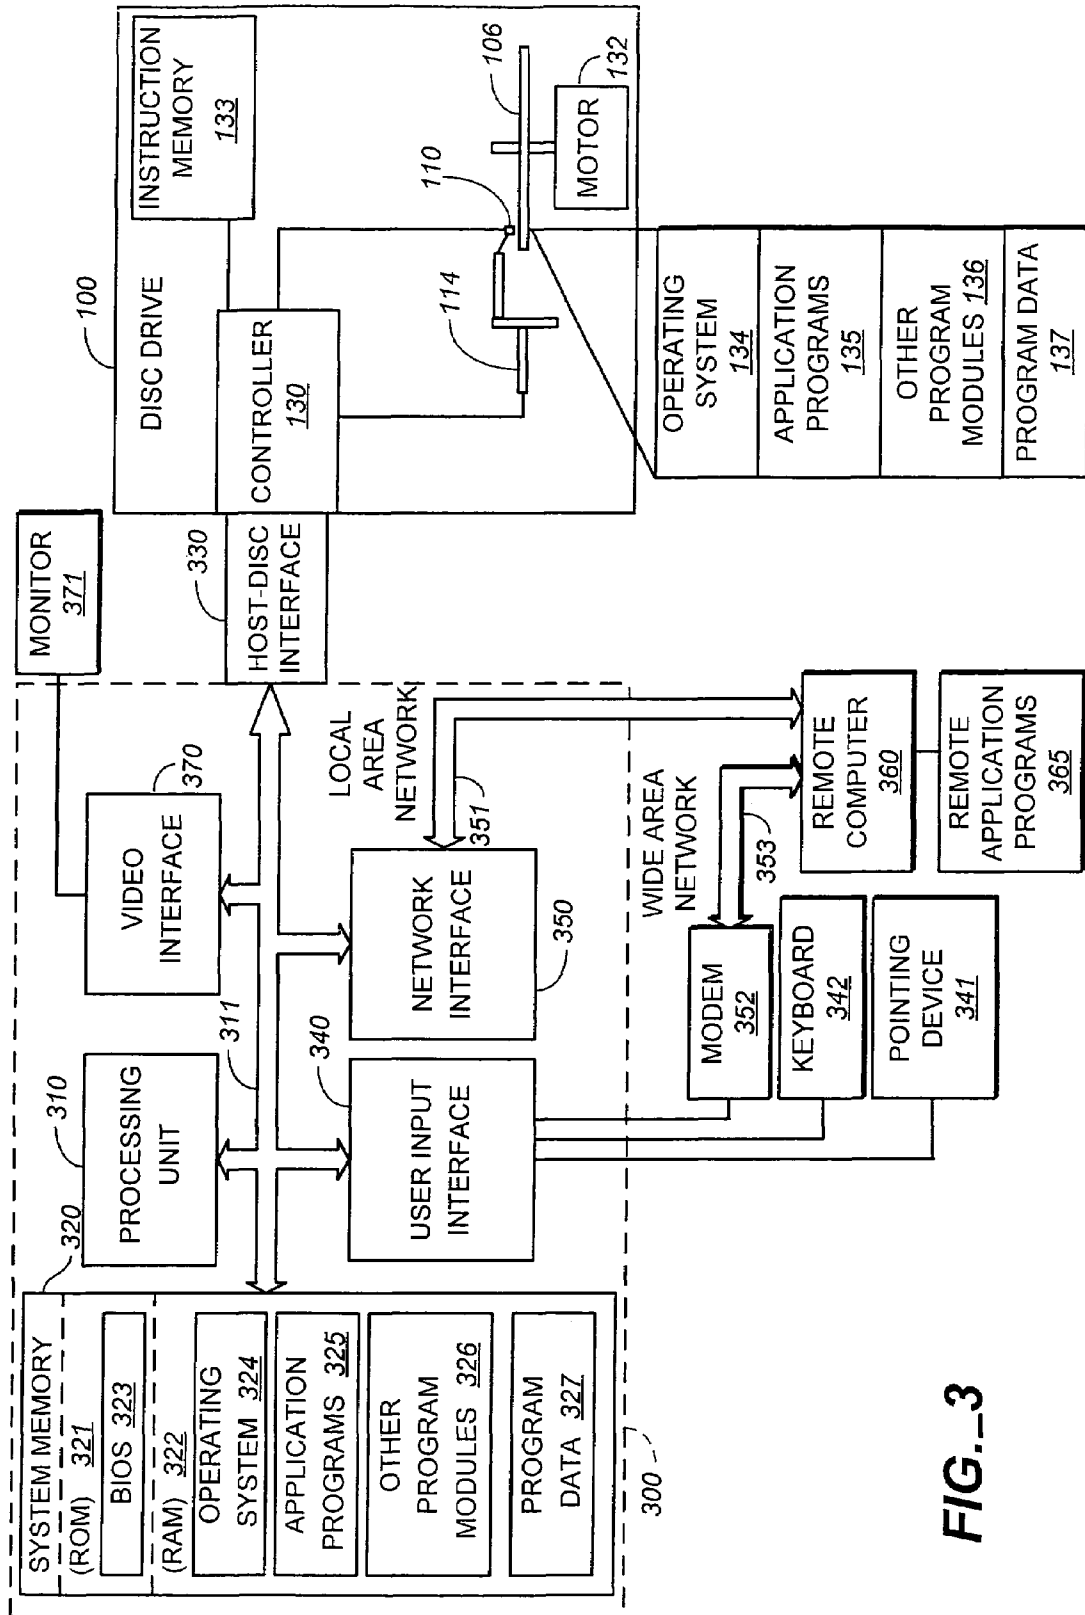 SYSTEM MEMORY
320
(ROM) 321
BIOS 323
(RAM) 322
OPERATING
SYSTEM 324
APPLICATION
PROGRAMS 325
OTHER
PROGRAM
MODULES 326
PROGRAM
DATA 327
300
310
PROCESSING
UNIT
311
340
USER INPUT
INTERFACE
370
VIDEO
INTERFACE
NETWORK
INTERFACE
350
LOCAL
AREA
NETWORK
351
WIDE AREA
NETWORK
353
MODEM
352
KEYBOARD
342
POINTING
DEVICE
341
REMOTE
COMPUTER
360
REMOTE
APPLICATION
PROGRAMS
365
MONITOR
371
330
HOST-DISC
INTERFACE
100
DISC DRIVE
CONTROLLER
130
INSTRUCTION
MEMORY
133
114
110
106
MOTOR
132
OPERATING
SYSTEM
134
APPLICATION
PROGRAMS
135
OTHER
PROGRAM
MODULES 136
PROGRAM DATA
137
FIG._3